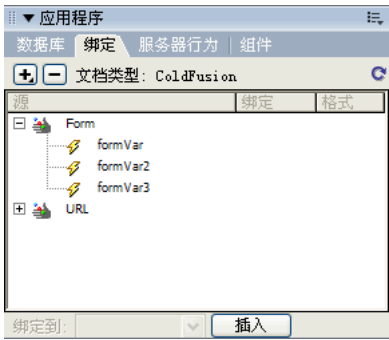 应用程序
数据库 绑定 服务器行为 组件
文档类型: ColdFusion
源 绑定 格式
Form
formVar
formVar2
formVar3
URL
绑定到: 插入